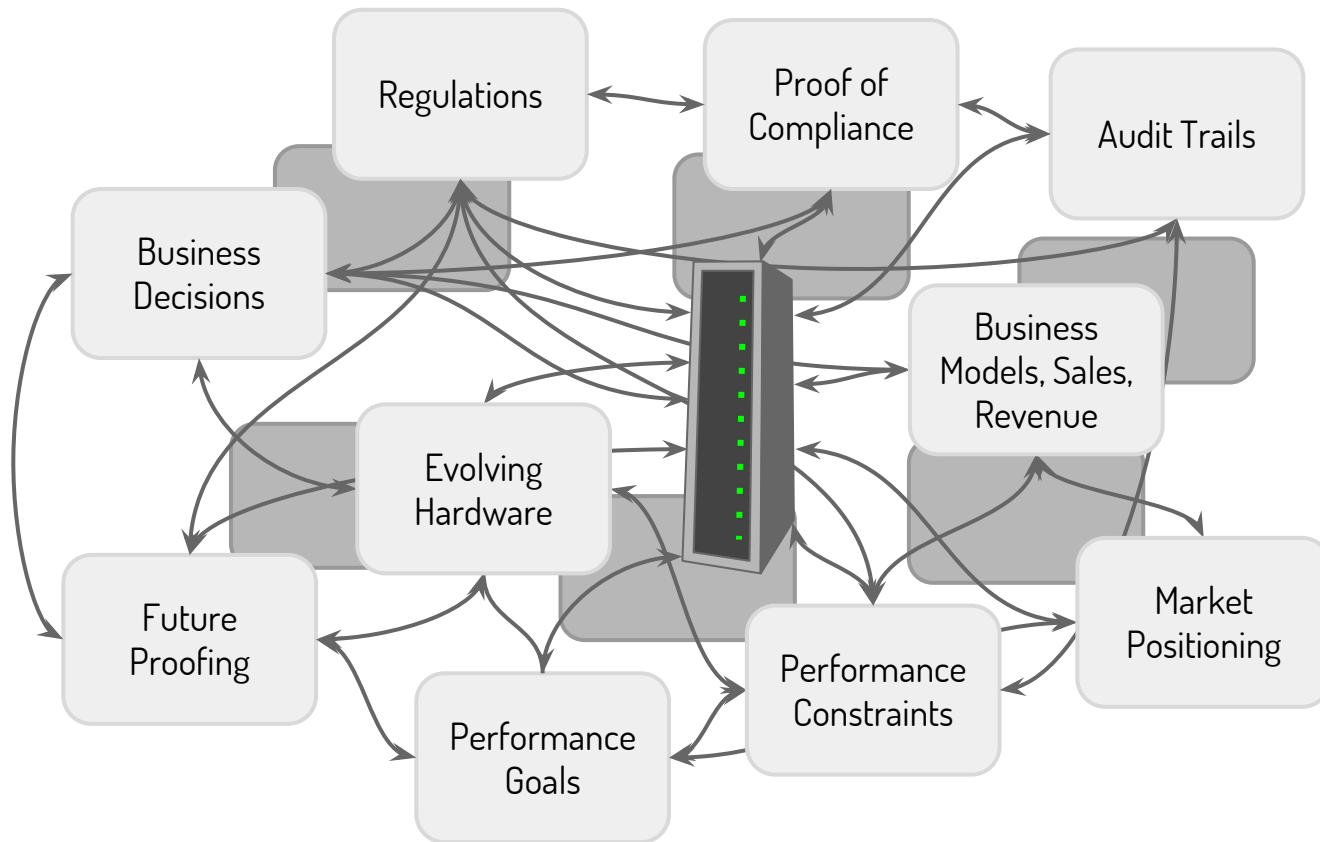 Regulations
Proof of
Compliance
Audit Trails
Business
Decisions
Business
Models, Sales,
Revenue
Evolving
Hardware
Future
Proofing
Market
Positioning
Performance
Constraints
Performance
Goals